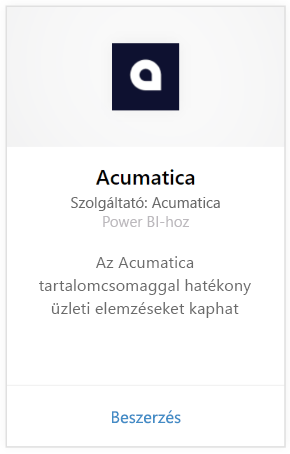 Acumatica
Szolgáltató: Acumatica
Power BI-hoz
Az Acumatica
tartalomcsomaggal hatékony
üzleti elemzéseket kaphat
Beszerzés